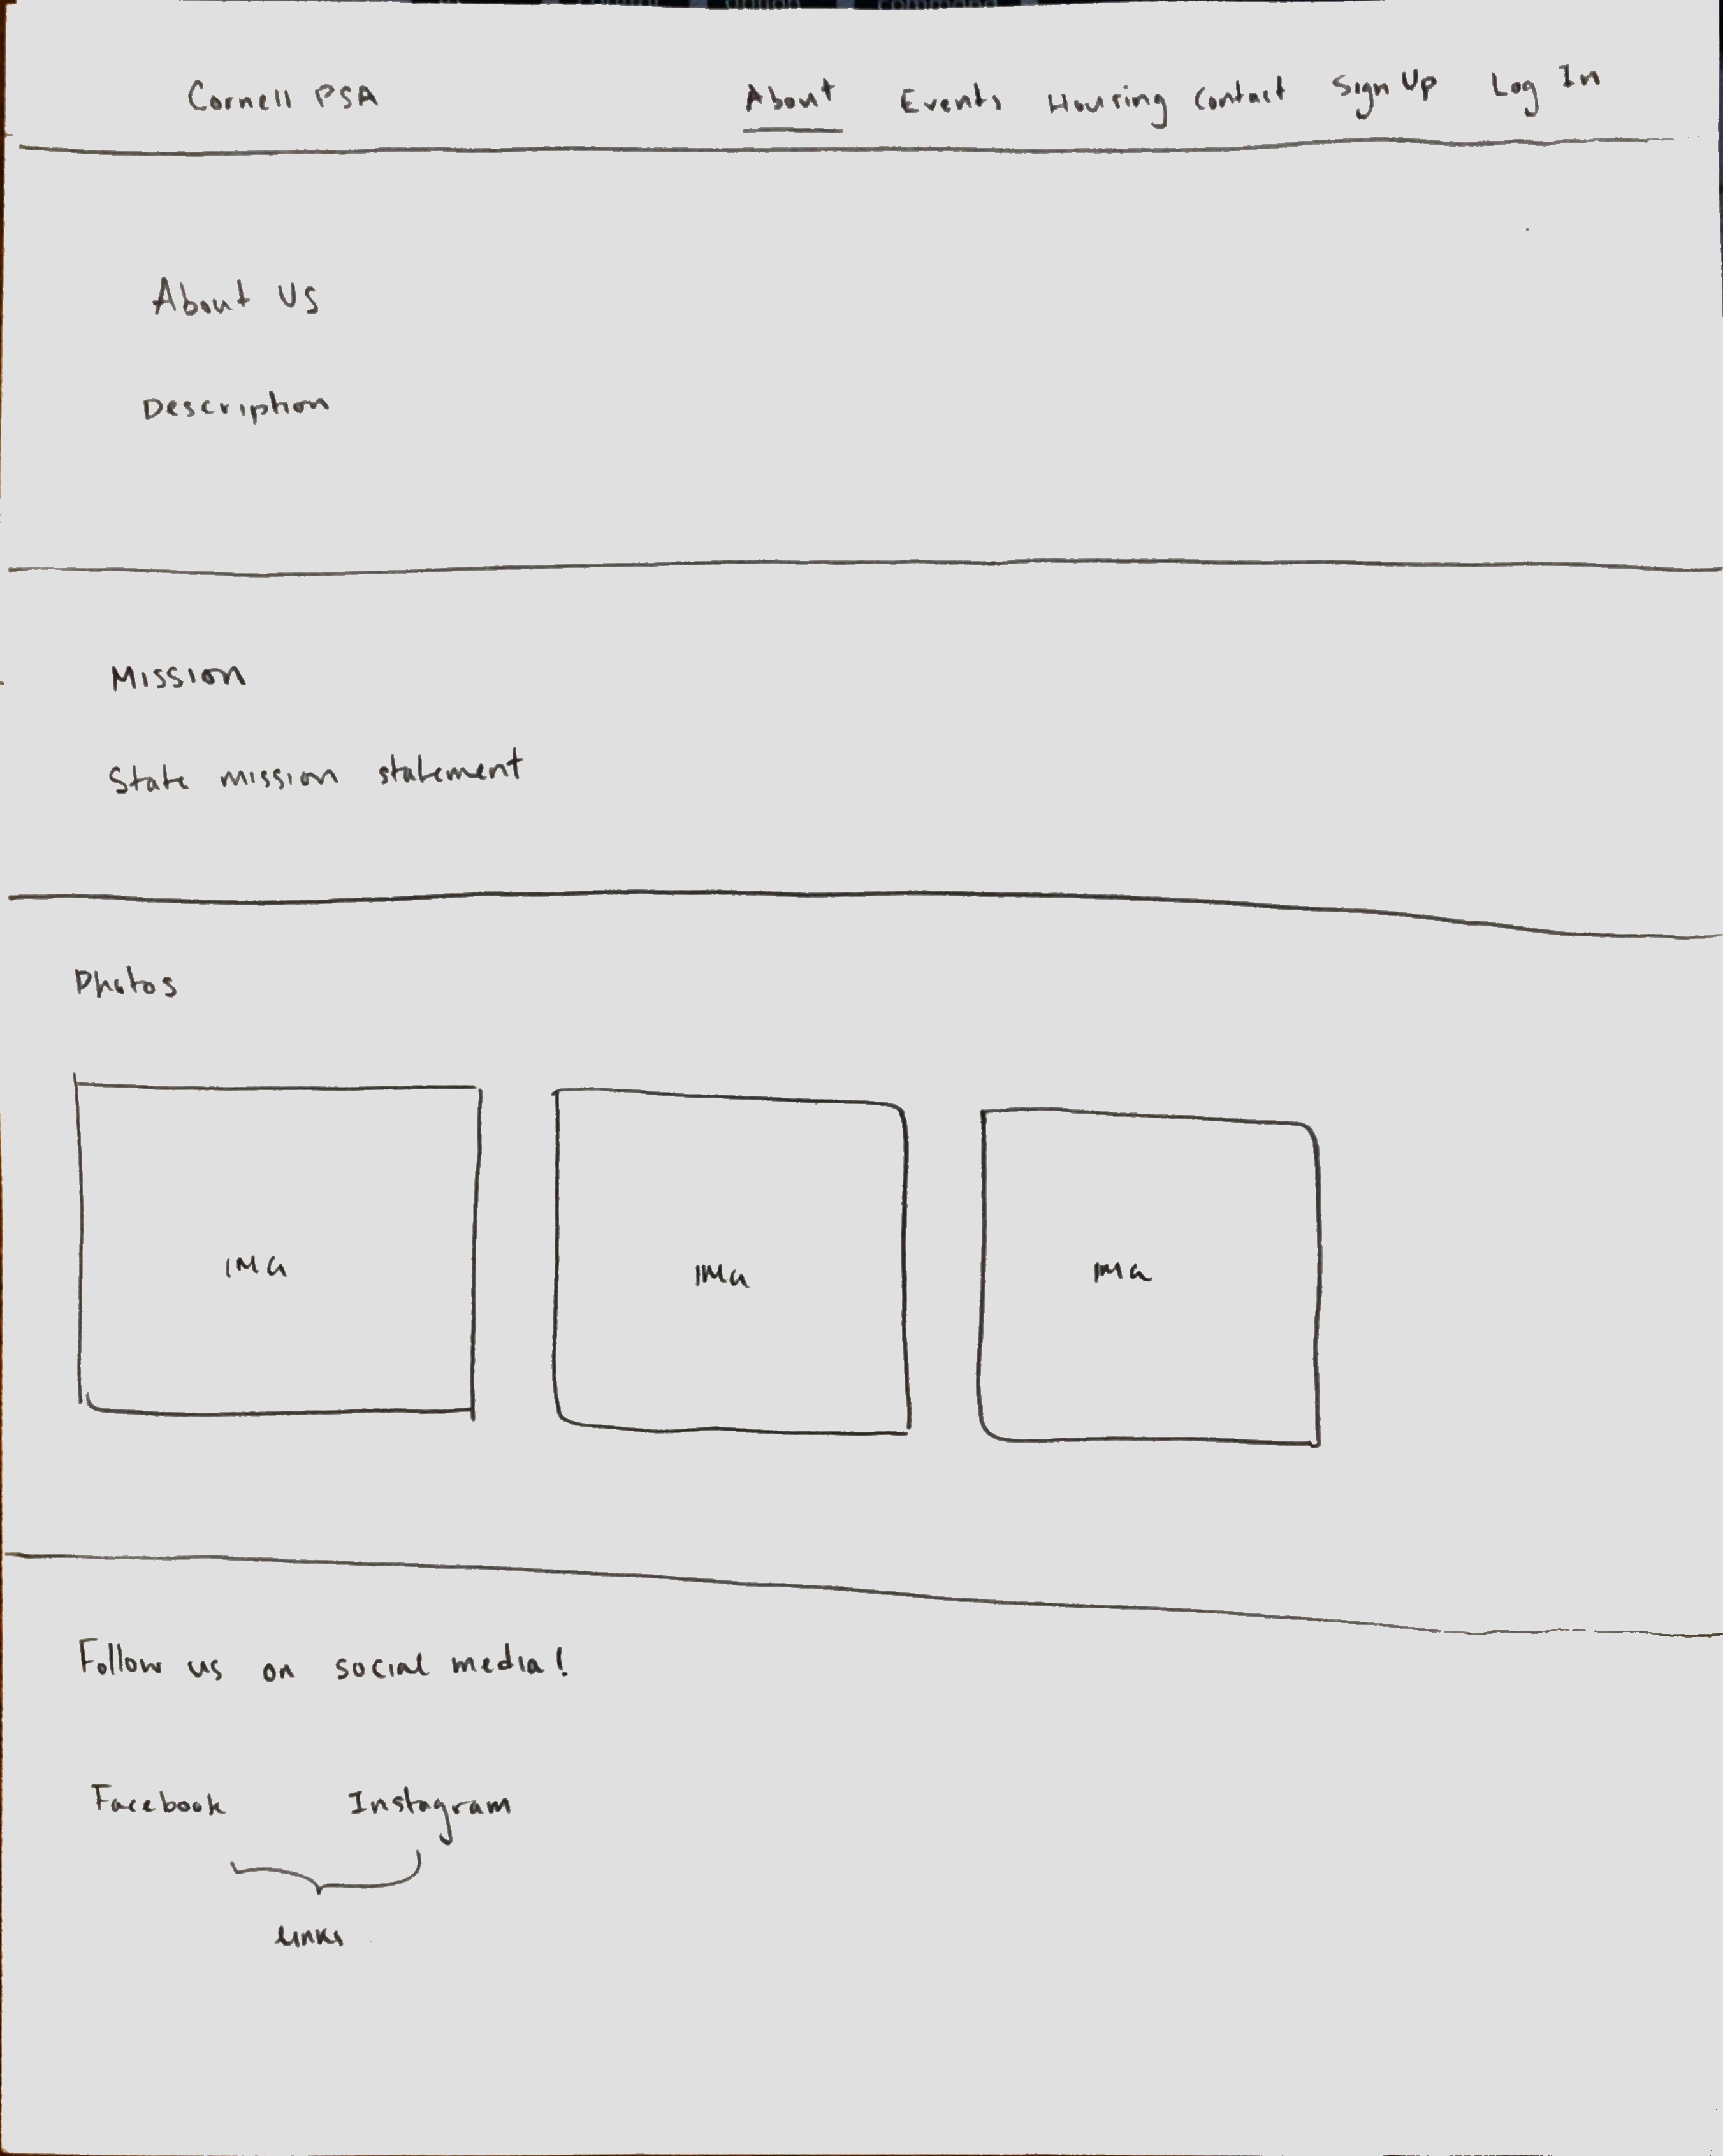 Cornell PSA About Events Housing Contact Sign Up Log In
About Us
Description
Mission
State mission statement
Photos
IMG IMG IMG
Follow us on social media!
Facebook Instagram
links